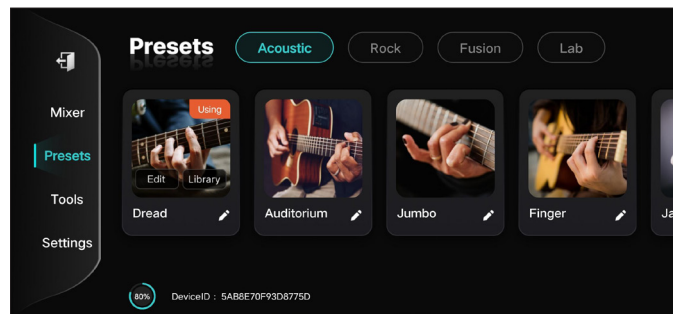 Presets
Acoustic
Rock
Fusion
Lab
Mixer
Presets
Tools
Settings
Using
Edit
Library
Dread
Auditorium
Jumbo
Finger
Ja
80%
DeviceID : 5AB8E70F93D8775D